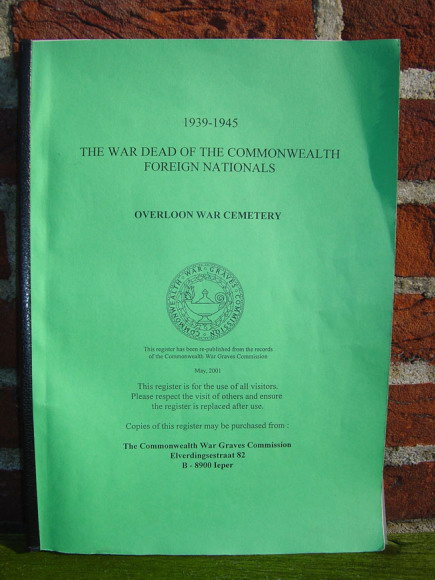 1939-1945
THE WAR DEAD OF THE COMMONWEALTH
FOREIGN NATIONALS
OVERLOON WAR CEMETERY
COMMONWEALTH · WAR · GRAVES · COMMISSION
This register has been re-published from the records
of the Commonwealth War Graves Commission
May, 2001
This register is for the use of all visitors.
Please respect the visit of others and ensure
the register is replaced after use.
Copies of this register may be purchased from :
The Commonwealth War Graves Commission
Elverdingsestraat 82
B - 8900 Ieper